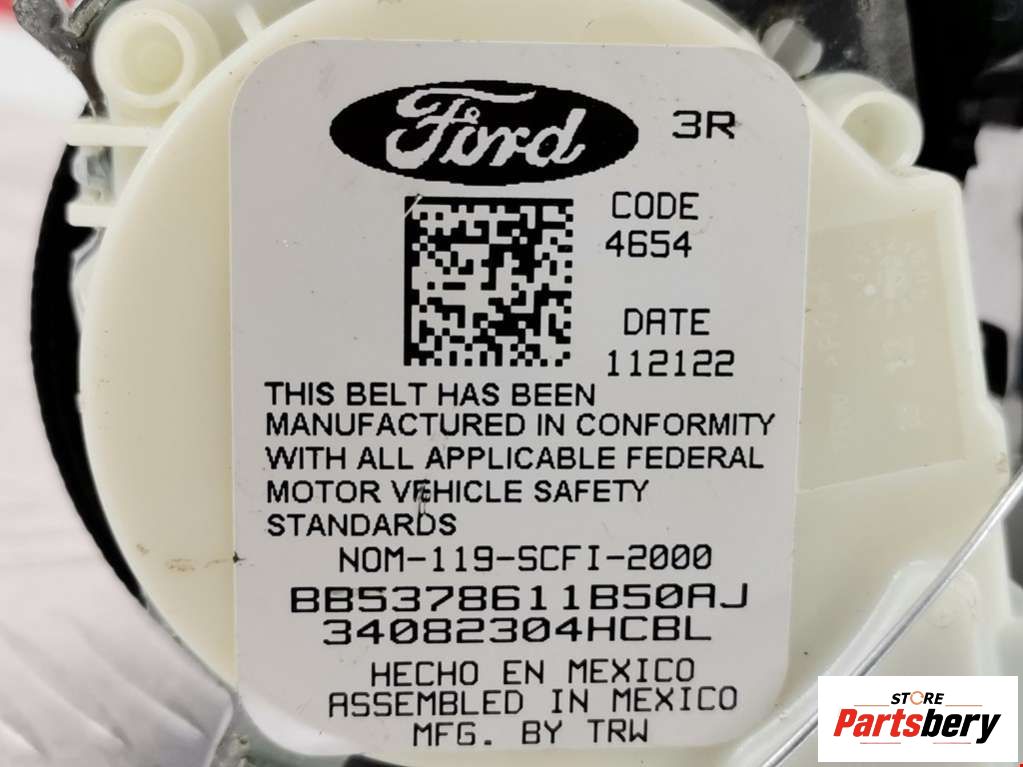 Ford
3R
CODE
4654
DATE
112122
THIS BELT HAS BEEN
MANUFACTURED IN CONFORMITY
WITH ALL APPLICABLE FEDERAL
MOTOR VEHICLE SAFETY
STANDARDS
NOM-119-SCFI-2000
BB5378611B50AJ
34082304HCBL
HECHO EN MEXICO
ASSEMBLED IN MEXICO
MFG. BY TRW
STORE
Partsbery